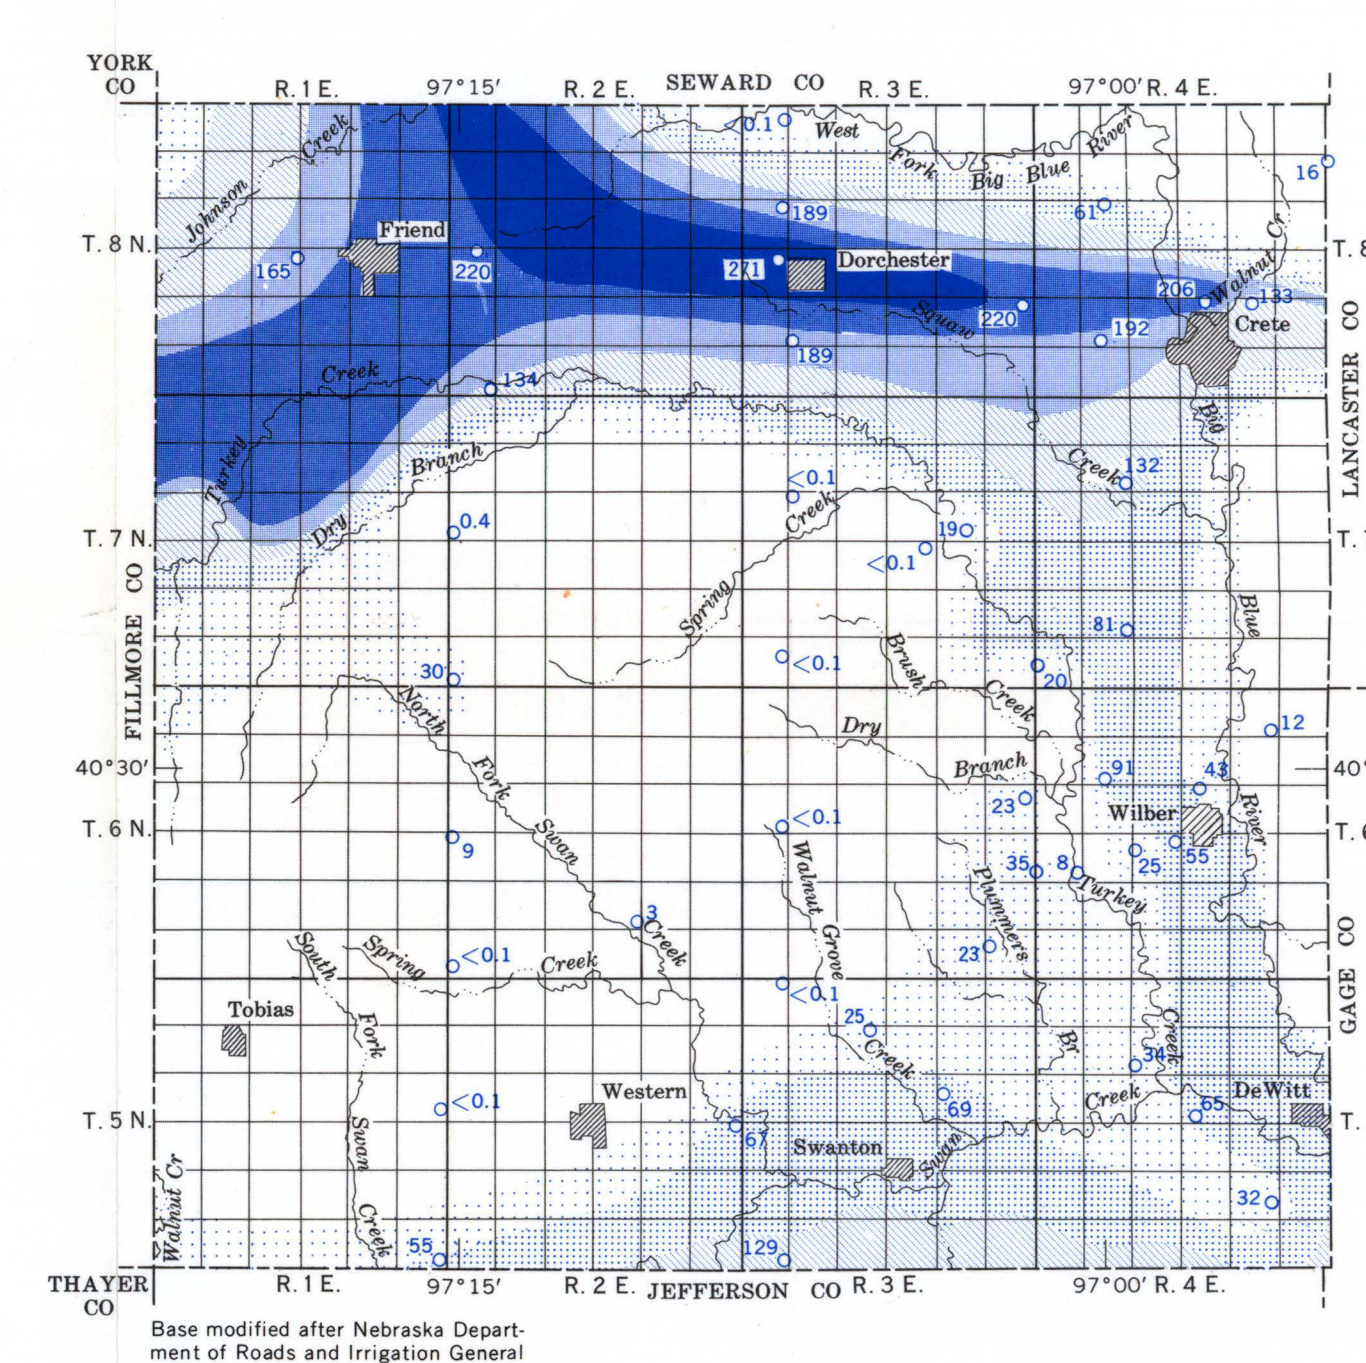 YORK
CO
R. 1 E.
97°15′
R. 2 E.
SEWARD CO
R. 3 E.
97°00′
R. 4 E.
<0.1
West
Fork
Big
Blue
River
Creek
Johnson
16
61
189
Walnut Cr
T. 8 N.
Friend
T. 8
165
220
271
Dorchester
206
133
220
Squaw
192
Crete
189
CO
LANCASTER
Creek
134
Big
Turkey
Branch
Creek
132
<0.1
Creek
Dry
0.4
19
T. 7 N.
<0.1
Spring
FILLMORE CO
81
Blue
<0.1
Brush
30
20
North
Creek
Dry
12
40°30′
Fork
Branch
91
43
40°
23
Wilber
River
<0.1
T. 6 N.
T. 6
Swan
9
Walnut
35
8
25
55
Plummers
Turkey
3
Creek
Grove
CO
South
Spring
<0.1
Creek
23
<0.1
GAGE
Tobias
25
Fork
Creek
Br
Creek
34
Western
DeWitt
<0.1
69
Creek
65
T. 5 N.
T.
67
Swan
Swanton
Swan
Walnut Cr
32
Creek
55
129
THAYER
CO
R. 1 E.
97°15′
R. 2 E.
JEFFERSON CO
R. 3 E.
97°00′
R. 4 E.
Base modified after Nebraska Depart-
ment of Roads and Irrigation General